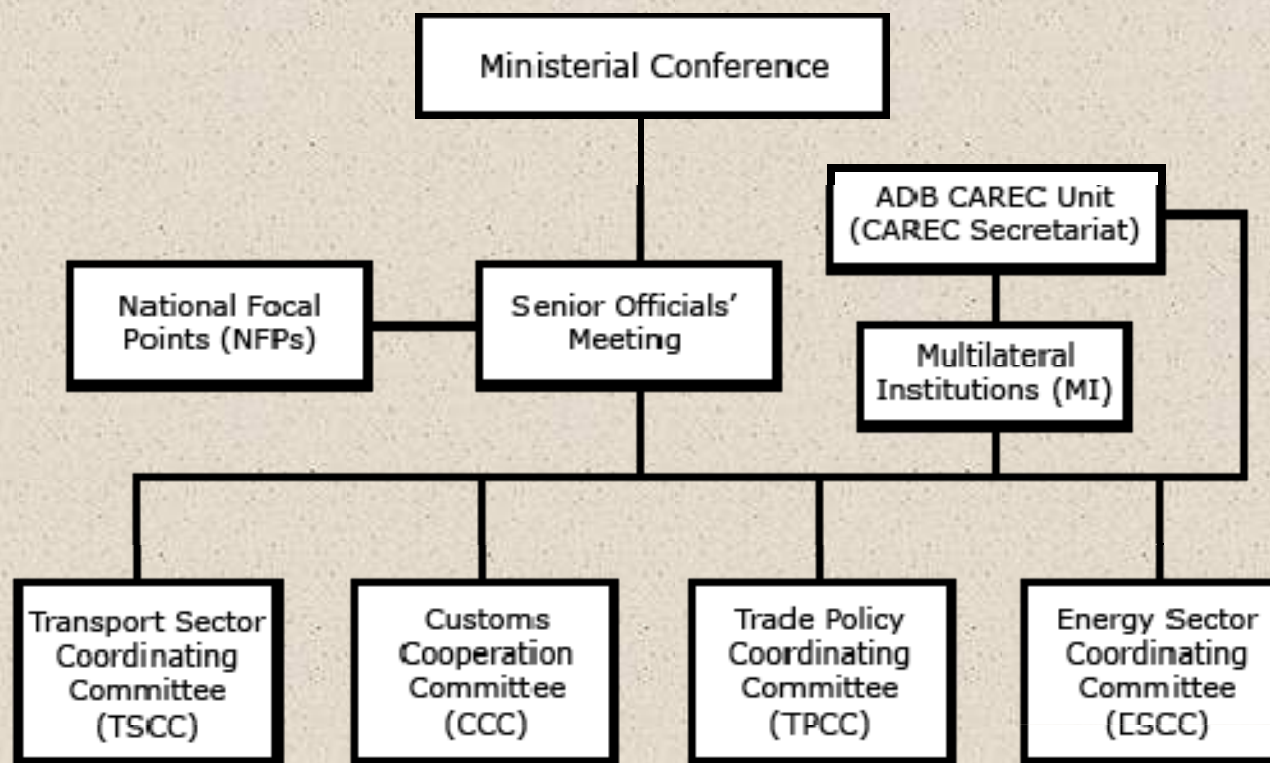 Ministerial Conference
ADB CAREC Unit
(CAREC Secretariat)
National Focal
Points (NFPs)
Senior Officials’
Meeting
Multilateral
Institutions (MI)
Transport Sector
Coordinating
Committee
(TSCC)
Customs
Cooperation
Committee
(CCC)
Trade Policy
Coordinating
Committee
(TPCC)
Energy Sector
Coordinating
Committee
(ESCC)